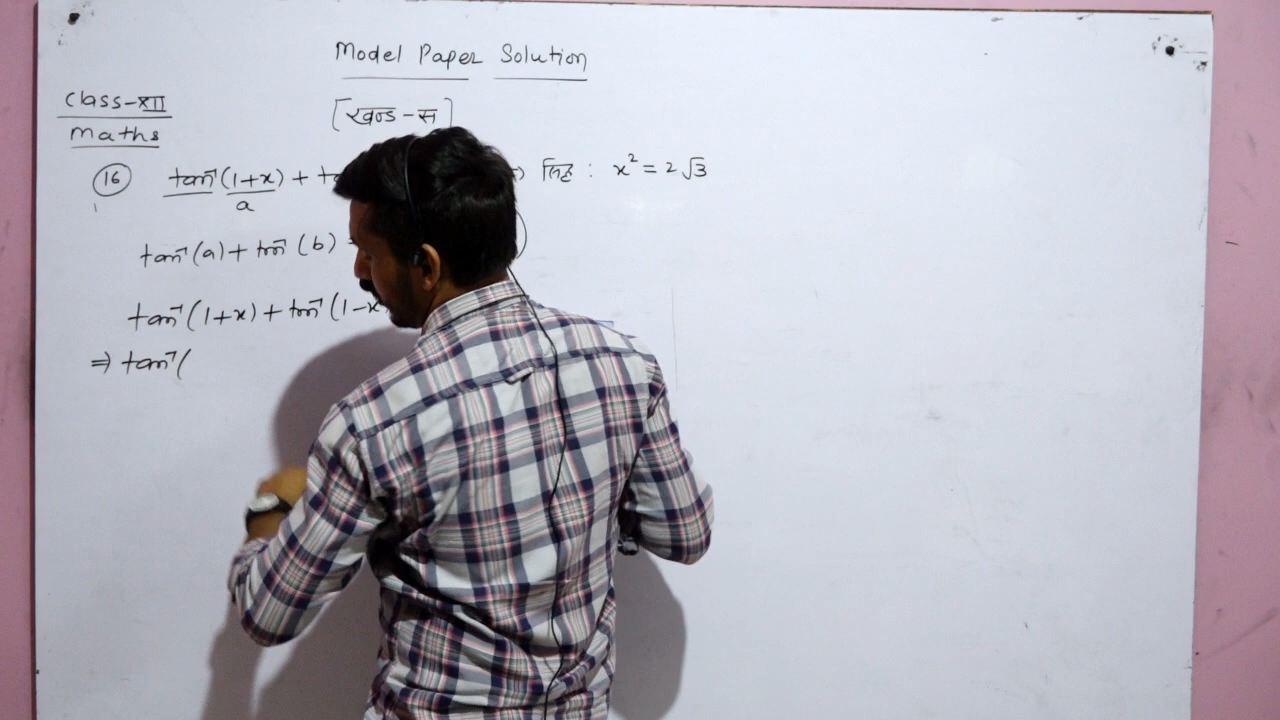 Model Paper Solution
Class-XII
Maths
[खण्ड-स]
16 tan⁻¹(1+x) + : x² = 2√3
a
tan⁻¹(a) + tan⁻¹(b)
tan⁻¹(1+x) + tan⁻¹(1-x
⇒ tan⁻¹(